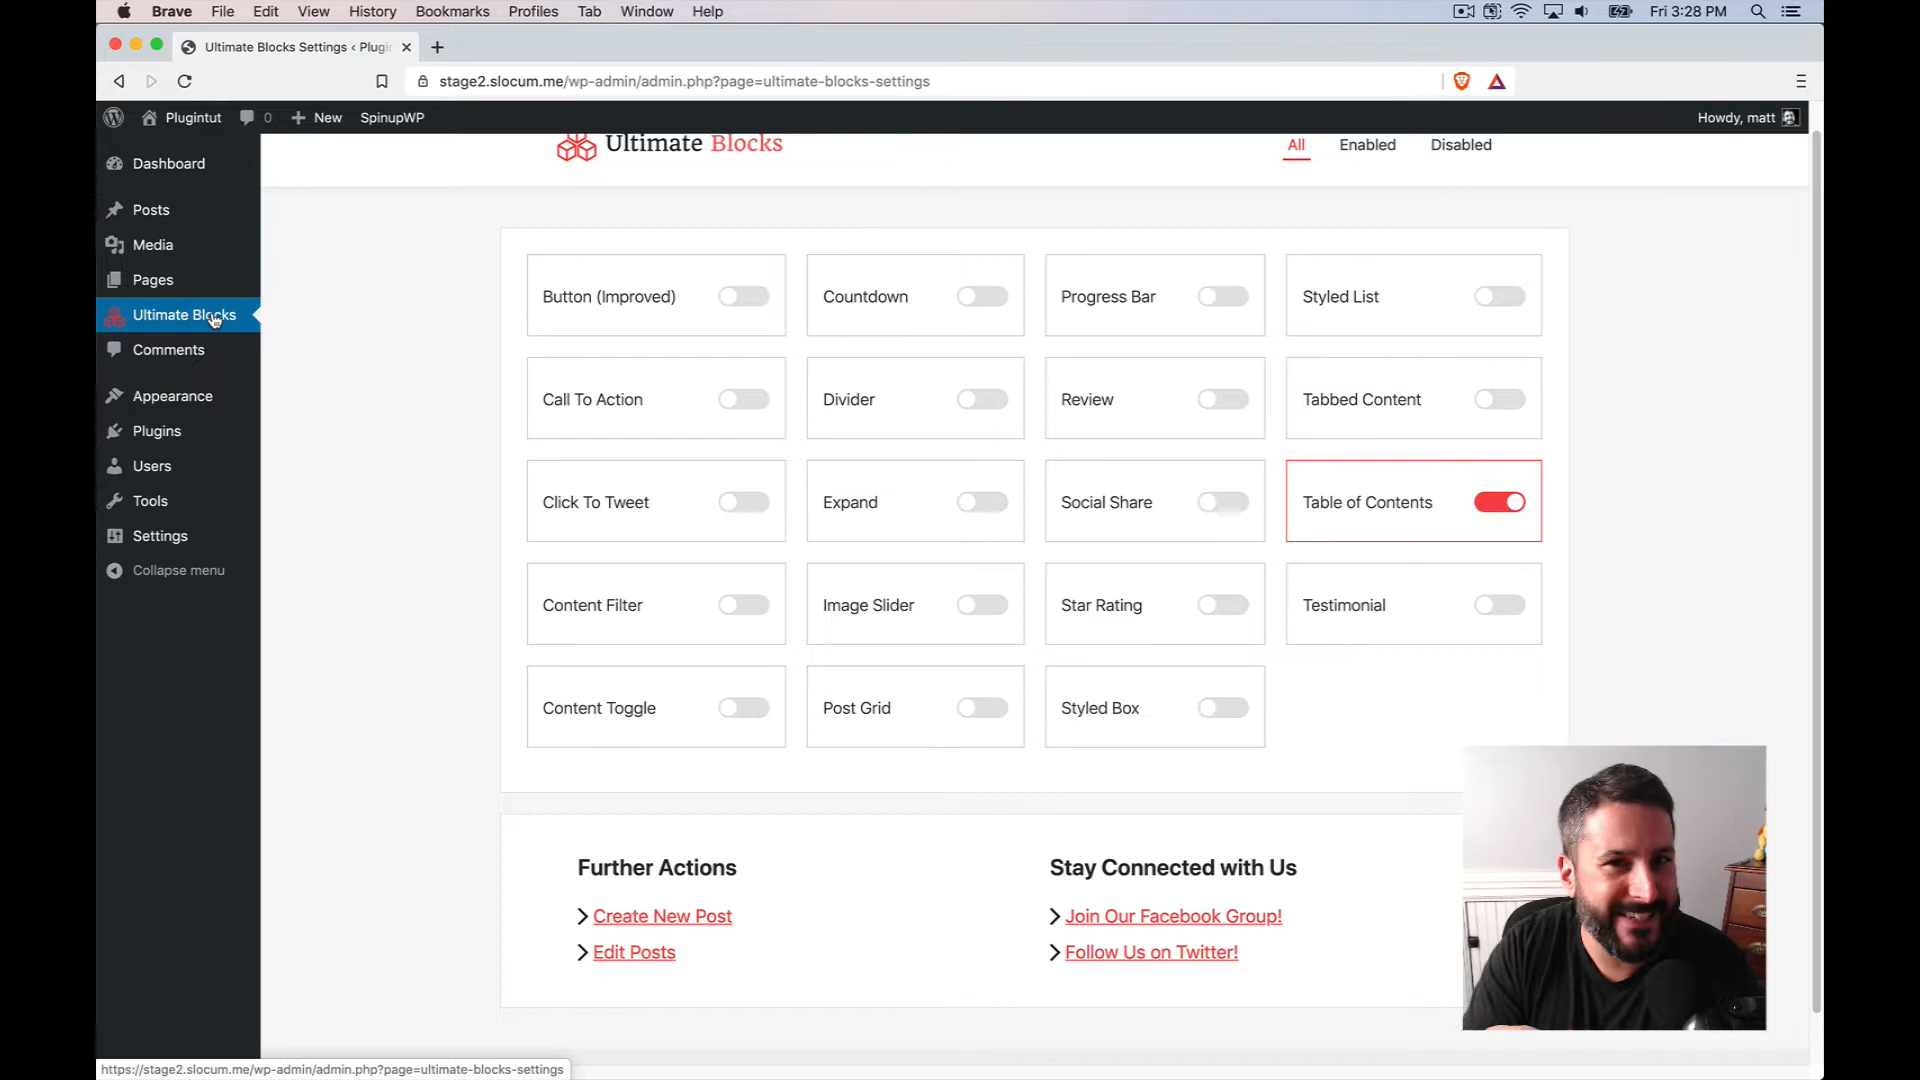 Brave File Edit View History Bookmarks Profiles Tab Window Help Fri 3:28 PM
Ultimate Blocks Settings ‹ Plugin
stage2.slocum.me/wp-admin/admin.php?page=ultimate-blocks-settings
Plugintut 0 New SpinupWP Howdy, matt
Dashboard
Posts
Media
Pages
Ultimate Blocks
Comments
Appearance
Plugins
Users
Tools
Settings
Collapse menu
Ultimate Blocks All Enabled Disabled
Button (Improved) Countdown Progress Bar Styled List
Call To Action Divider Review Tabbed Content
Click To Tweet Expand Social Share Table of Contents
Content Filter Image Slider Star Rating Testimonial
Content Toggle Post Grid Styled Box
Further Actions
Create New Post
Edit Posts
Stay Connected with Us
Join Our Facebook Group!
Follow Us on Twitter!
https://stage2.slocum.me/wp-admin/admin.php?page=ultimate-blocks-settings